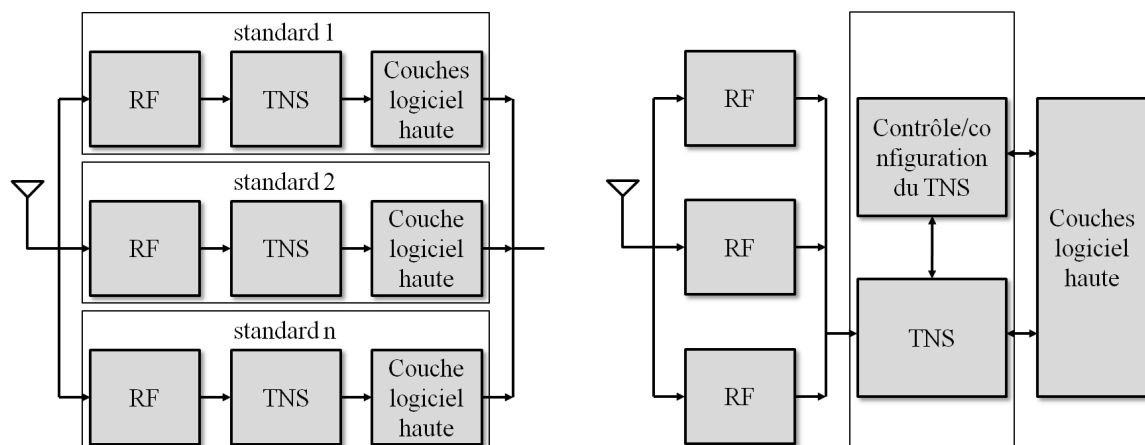 standard 1
RF
TNS
Couches
logiciel
haute
standard 2
RF
TNS
Couche
logiciel
haute
standard n
RF
TNS
Couche
logiciel
haute
RF
RF
RF
Contrôle/co
nfiguration
du TNS
TNS
Couches
logiciel
haute